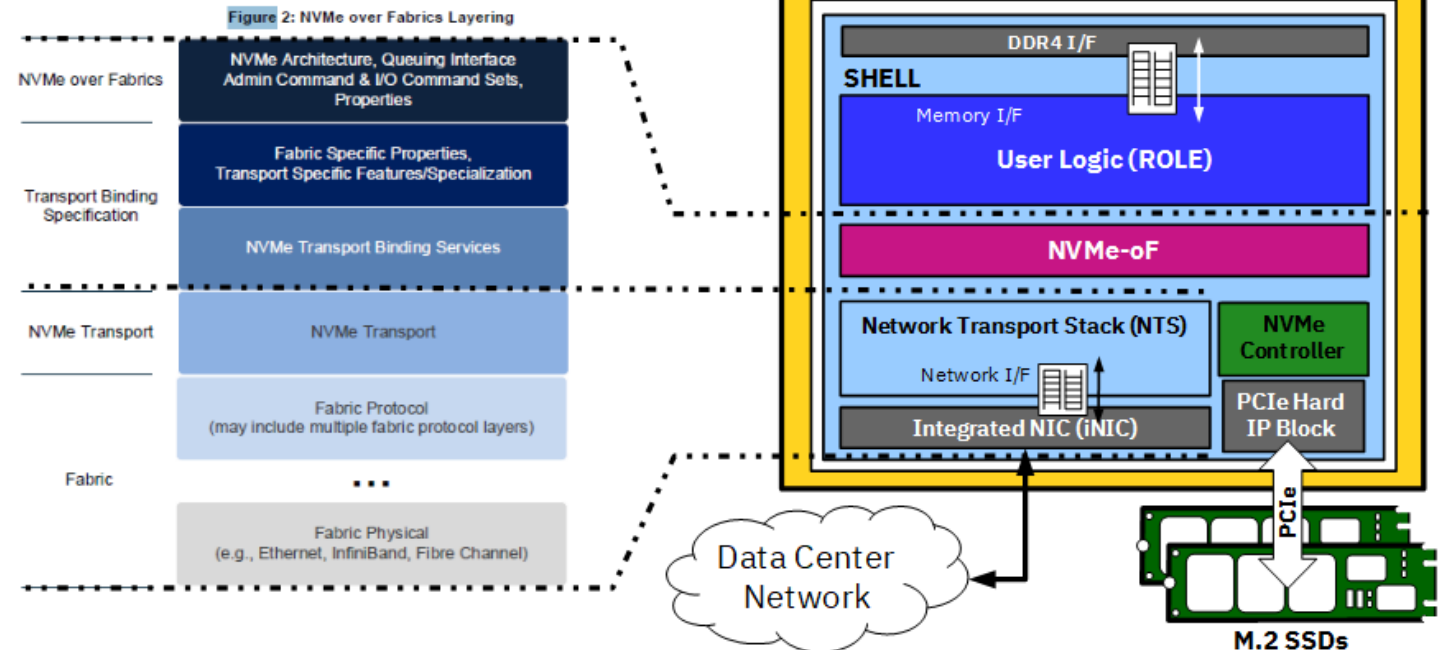 Figure 2: NVMe over Fabrics Layering
NVMe over Fabrics
NVMe Architecture, Queuing Interface
Admin Command & I/O Command Sets,
Properties
Transport Binding
Specification
Fabric Specific Properties,
Transport Specific Features/Specialization
NVMe Transport Binding Services
NVMe Transport
NVMe Transport
Fabric
Fabric Protocol
(may include multiple fabric protocol layers)
...
Fabric Physical
(e.g., Ethernet, InfiniBand, Fibre Channel)
DDR4 I/F
SHELL
Memory I/F
User Logic (ROLE)
NVMe-oF
Network Transport Stack (NTS)
Network I/F
Integrated NIC (iNIC)
NVMe
Controller
PCIe Hard
IP Block
PCIe
Data Center
Network
M.2 SSDs